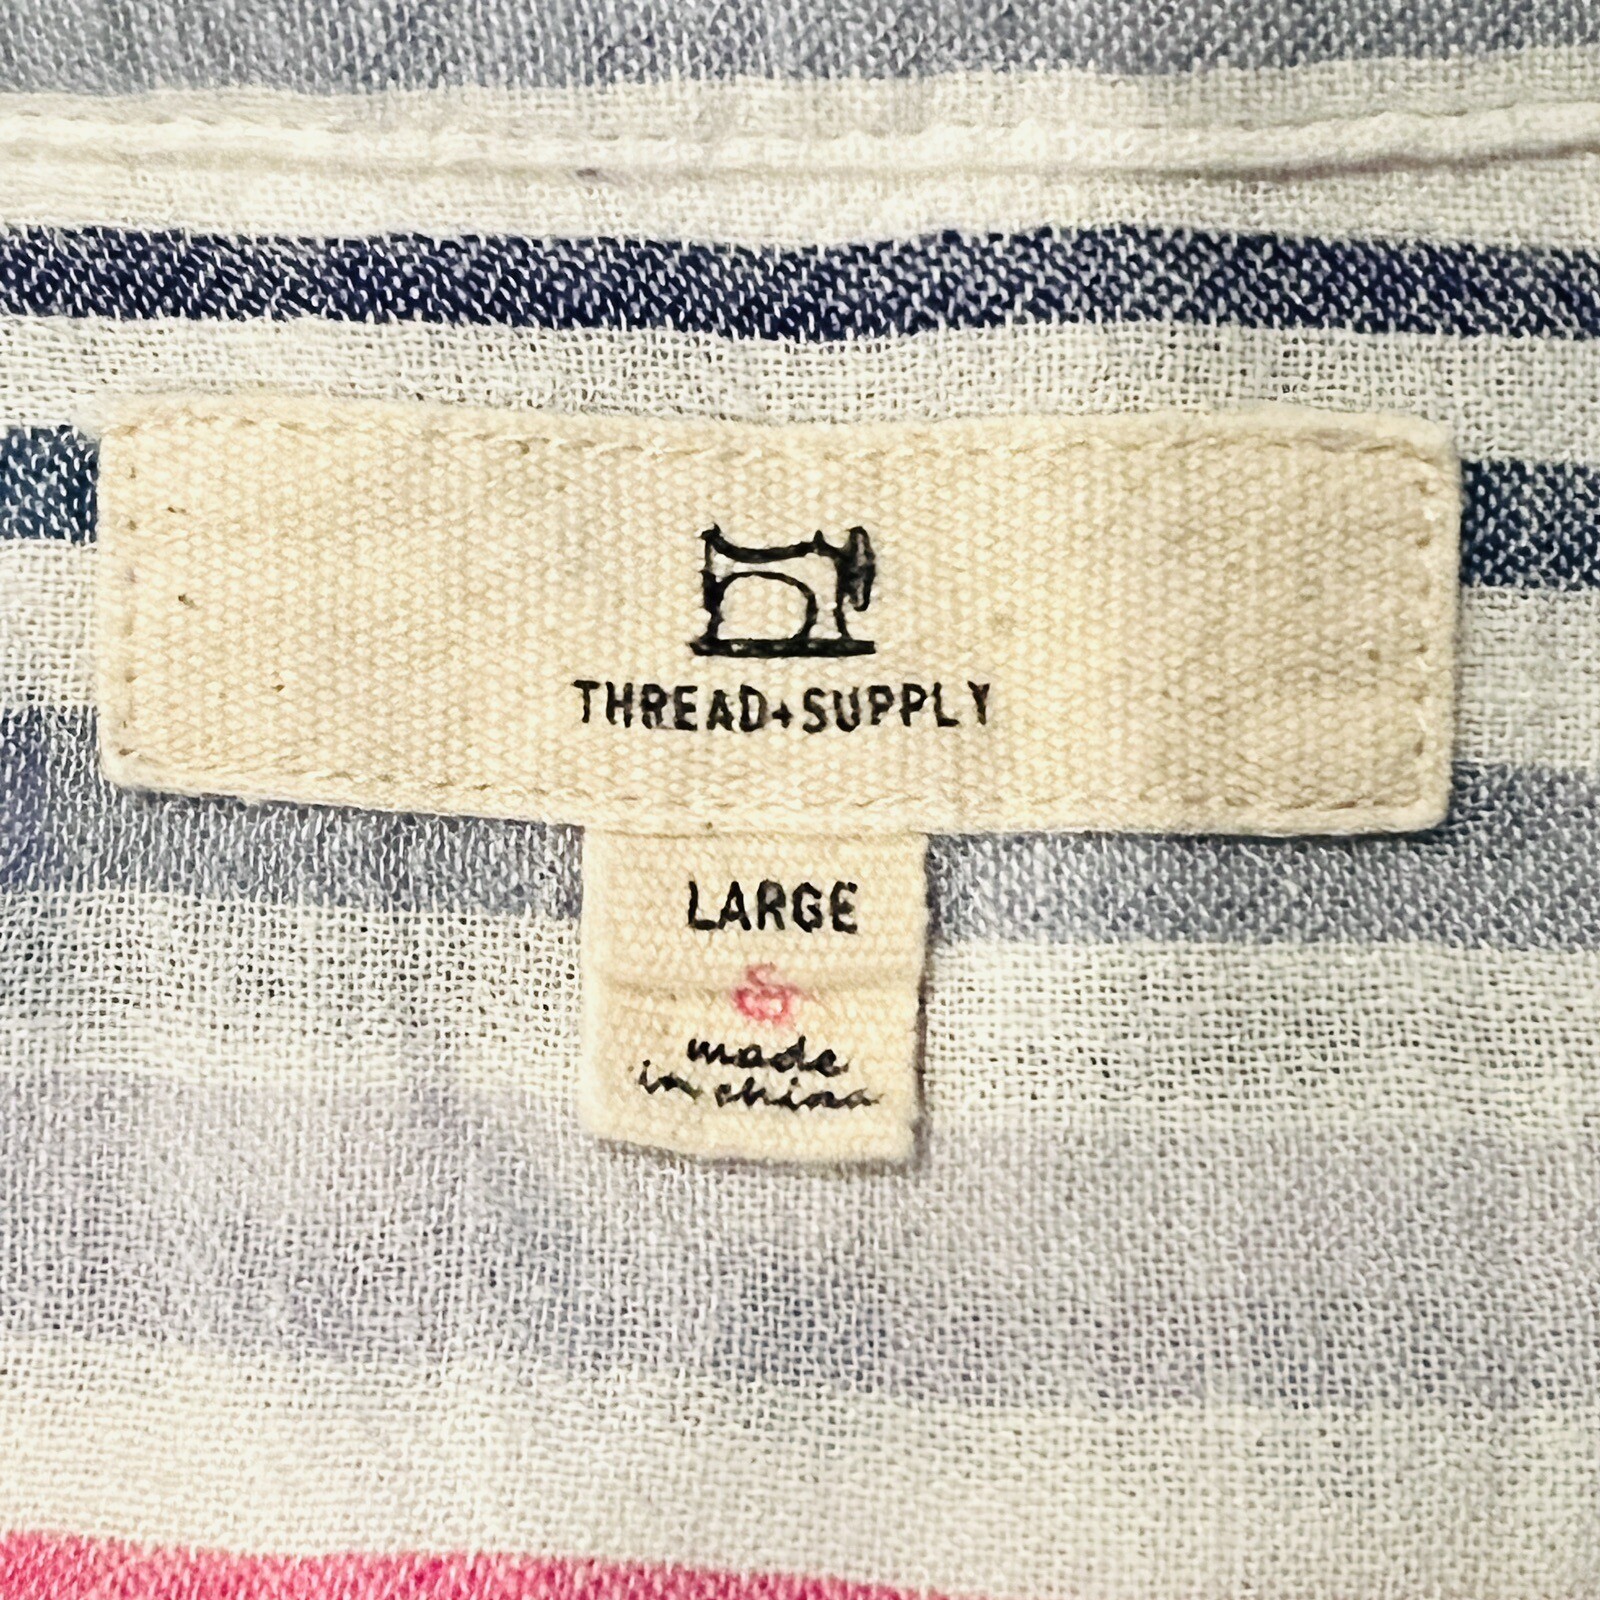 THREAD+SUPPLY
LARGE
made
in china